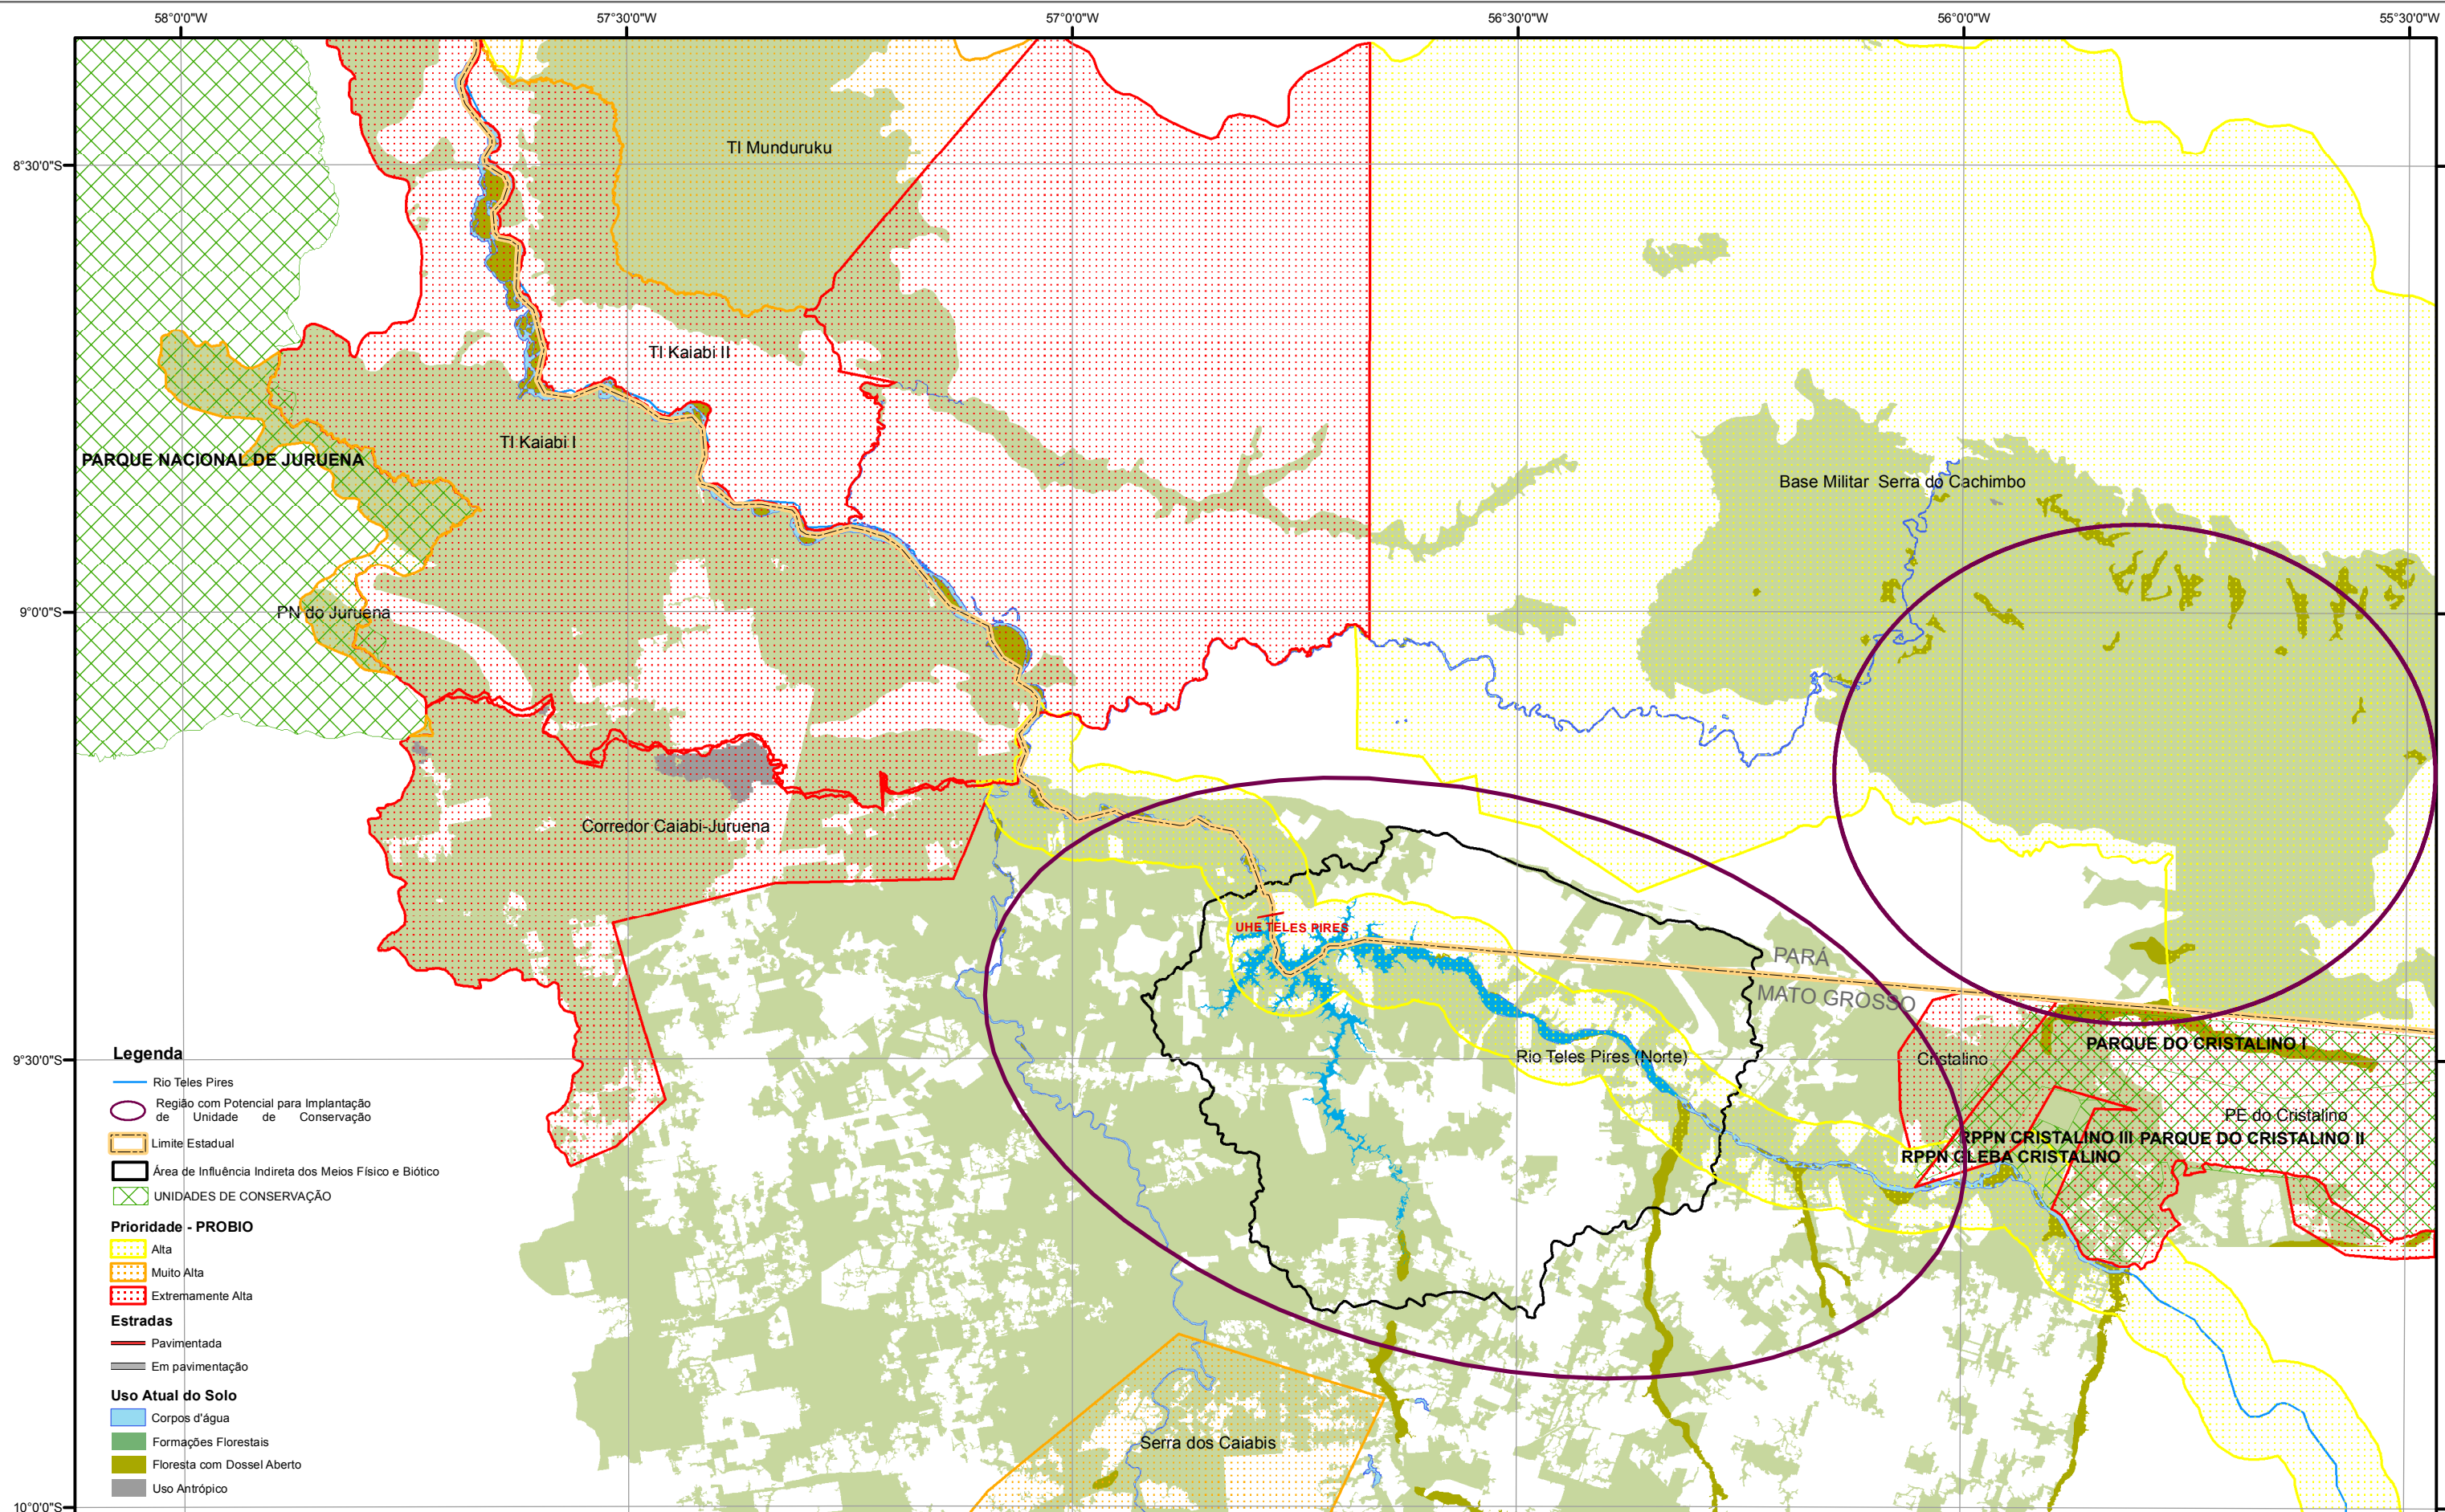 58°0'0"W
57°30'0"W
57°0'0"W
56°30'0"W
56°0'0"W
55°30'0"W
8°30'0"S
TI Munduruku
TI Kaiabi II
TI Kaiabi I
PARQUE NACIONAL DE JURUENA
Base Militar Serra do Cachimbo
9°0'0"S
PN do Juruena
Corredor Caiabi-Juruena
UHE TELES PIRES
PARÁ
MATO GROSSO
9°30'0"S
Rio Teles Pires (Norte)
Cristalino
PARQUE DO CRISTALINO I
PE do Cristalino
RPPN CRISTALINO III
PARQUE DO CRISTALINO II
RPPN GLEBA CRISTALINO
Serra dos Caiabis
10°0'0"S
Legenda
Rio Teles Pires
Região com Potencial para Implantação
de Unidade de Conservação
Limite Estadual
Área de Influência Indireta dos Meios Físico e Biótico
UNIDADES DE CONSERVAÇÃO
Prioridade - PROBIO
Alta
Muito Alta
Extremamente Alta
Estradas
Pavimentada
Em pavimentação
Uso Atual do Solo
Corpos d'água
Formações Florestais
Floresta com Dossel Aberto
Uso Antrópico